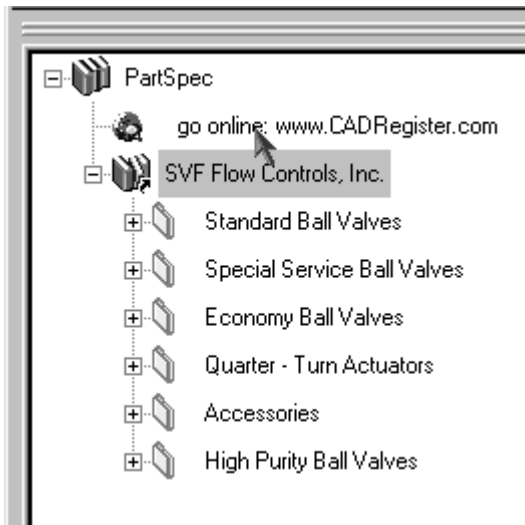 PartSpec
go online: www.CADRegister.com
SVF Flow Controls, Inc.
Standard Ball Valves
Special Service Ball Valves
Economy Ball Valves
Quarter - Turn Actuators
Accessories
High Purity Ball Valves